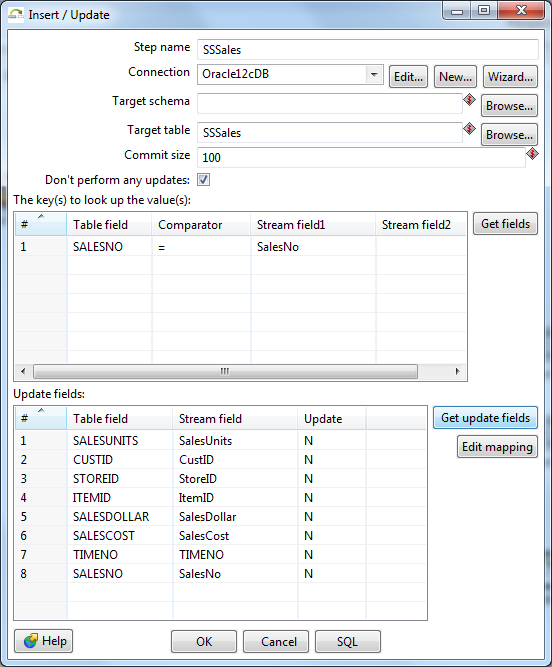 Insert / Update
Step name SSSales
Connection Oracle12cDB Edit... New... Wizard...
Target schema Browse...
Target table SSSales Browse...
Commit size 100
Don't perform any updates:
The key(s) to look up the value(s):
# Table field Comparator Stream field1 Stream field2 Get fields
1 SALESNO = SalesNo
Update fields:
# Table field Stream field Update Get update fields
1 SALESUNITS SalesUnits N Edit mapping
2 CUSTID CustID N
3 STOREID StoreID N
4 ITEMID ItemID N
5 SALESDOLLAR SalesDollar N
6 SALESCOST SalesCost N
7 TIMENO TIMENO N
8 SALESNO SalesNo N
Help OK Cancel SQL